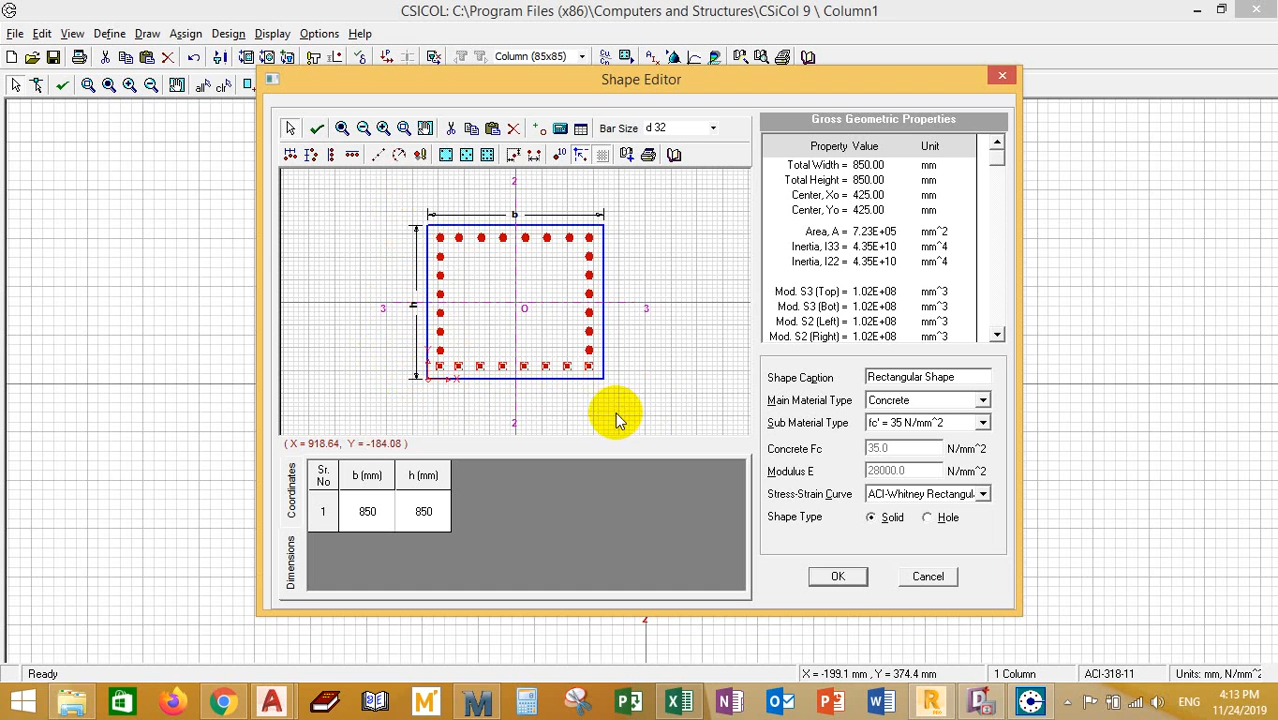 CSICOL: C:\Program Files (x86)\Computers and Structures\CSiCol 9 \ Column1
File Edit View Define Draw Assign Design Display Options Help
Column (85x85)
Shape Editor
Bar Size d 32
Gross Geometric Properties
Property Value Unit
Total Width = 850.00 mm
Total Height = 850.00 mm
Center, Xo = 425.00 mm
Center, Yo = 425.00 mm
Area, A = 7.23E+05 mm^2
Inertia, I33 = 4.35E+10 mm^4
Inertia, I22 = 4.35E+10 mm^4
Mod. S3 (Top) = 1.02E+08 mm^3
Mod. S3 (Bot) = 1.02E+08 mm^3
Mod. S2 (Left) = 1.02E+08 mm^3
Mod. S2 (Right) = 1.02E+08 mm^3
2
b
3 h O 3
X
2
( X = 918.64, Y = -184.08 )
Shape Caption Rectangular Shape
Main Material Type Concrete
Sub Material Type fc' = 35 N/mm^2
Concrete Fc 35.0 N/mm^2
Modulus E 28000.0 N/mm^2
Stress-Strain Curve ACI-Whitney Rectangul
Shape Type Solid Hole
OK Cancel
Coordinates
Dimensions
Sr. No b (mm) h (mm)
1 850 850
2
Ready X = -199.1 mm, Y = 374.4 mm 1 Column ACI-318-11 Units: mm, N/mm
ENG 4:13 PM
11/24/2019